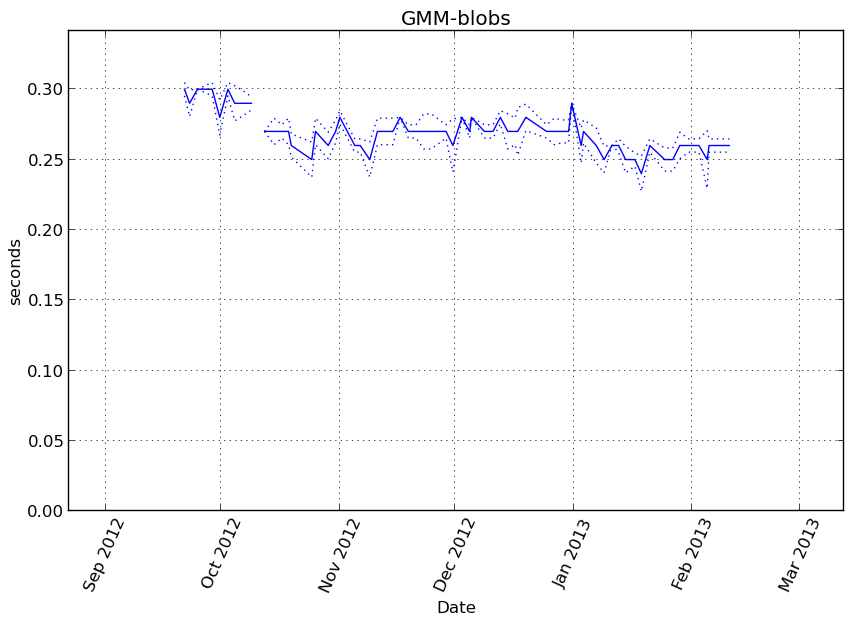 GMM-blobs
0.30
0.25
0.20
0.15
0.10
0.05
0.00
seconds
Sep 2012
Oct 2012
Nov 2012
Dec 2012
Jan 2013
Feb 2013
Mar 2013
Date